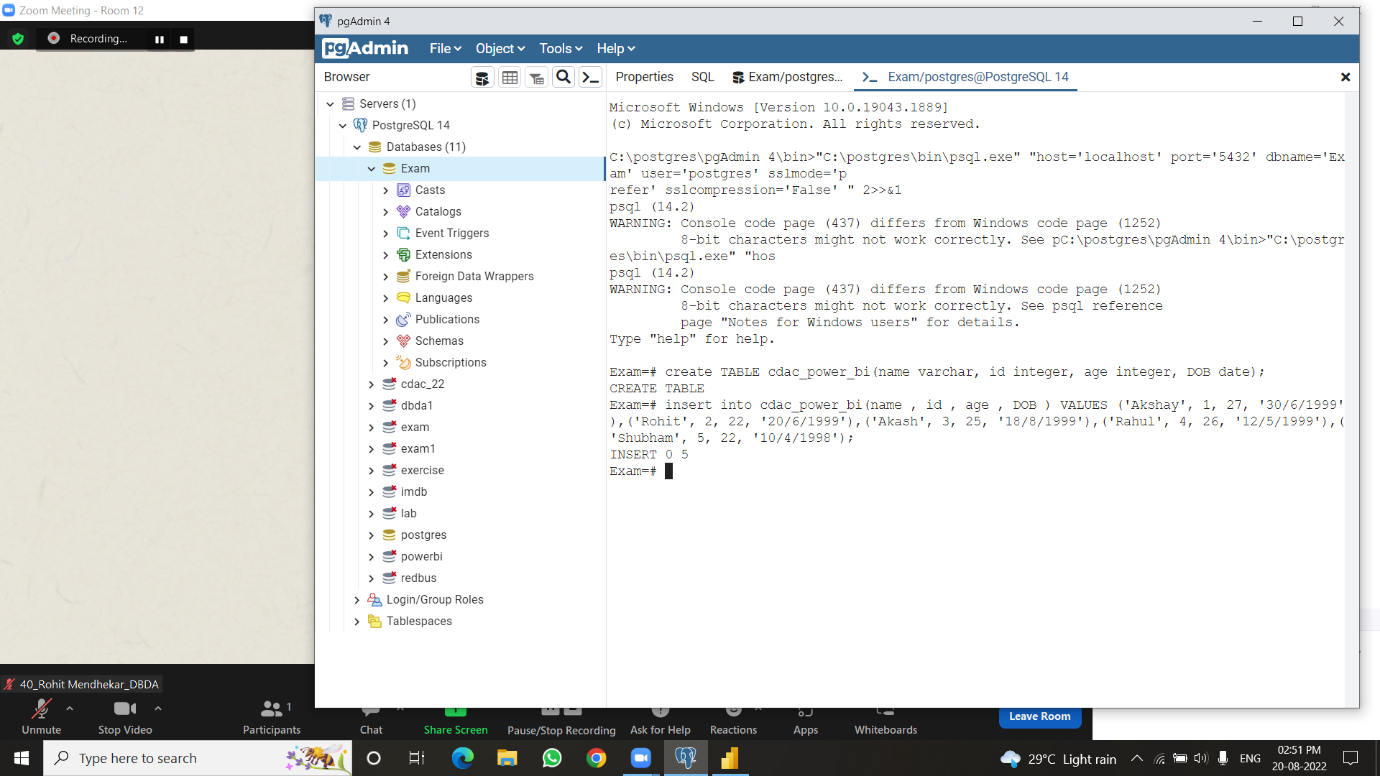 Zoom Meeting - Room 12
Recording...
pgAdmin 4
pgAdmin File Object Tools Help
Browser
Properties SQL Exam/postgres... Exam/postgres@PostgreSQL 14
Servers (1)
PostgreSQL 14
Databases (11)
Exam
Casts
Catalogs
Event Triggers
Extensions
Foreign Data Wrappers
Languages
Publications
Schemas
Subscriptions
cdac_22
dbda1
exam
exam1
exercise
imdb
lab
postgres
powerbi
redbus
Login/Group Roles
Tablespaces
Microsoft Windows [Version 10.0.19043.1889]
(c) Microsoft Corporation. All rights reserved.
C:\postgres\pgAdmin 4\bin>"C:\postgres\bin\psql.exe" "host='localhost' port='5432' dbname='Ex
am' user='postgres' sslmode='p
refer' sslcompression='False' " 2>>&1
psql (14.2)
WARNING: Console code page (437) differs from Windows code page (1252)
8-bit characters might not work correctly. See pC:\postgres\pgAdmin 4\bin>"C:\postgr
es\bin\psql.exe" "hos
psql (14.2)
WARNING: Console code page (437) differs from Windows code page (1252)
8-bit characters might not work correctly. See psql reference
page "Notes for Windows users" for details.
Type "help" for help.
Exam=# create TABLE cdac_power_bi(name varchar, id integer, age integer, DOB date);
CREATE TABLE
Exam=# insert into cdac_power_bi(name , id , age , DOB ) VALUES ('Akshay', 1, 27, '30/6/1999'
),('Rohit', 2, 22, '20/6/1999'),('Akash', 3, 25, '18/8/1999'),('Rahul', 4, 26, '12/5/1999'),(
'Shubham', 5, 22, '10/4/1998');
INSERT 0 5
Exam=#
40_Rohit Mendhekar_DBDA
1
Unmute Stop Video Participants Chat Share Screen Pause/Stop Recording Ask for Help Reactions Apps Whiteboards Leave Room
Type here to search
29°C Light rain ENG 02:51 PM
20-08-2022